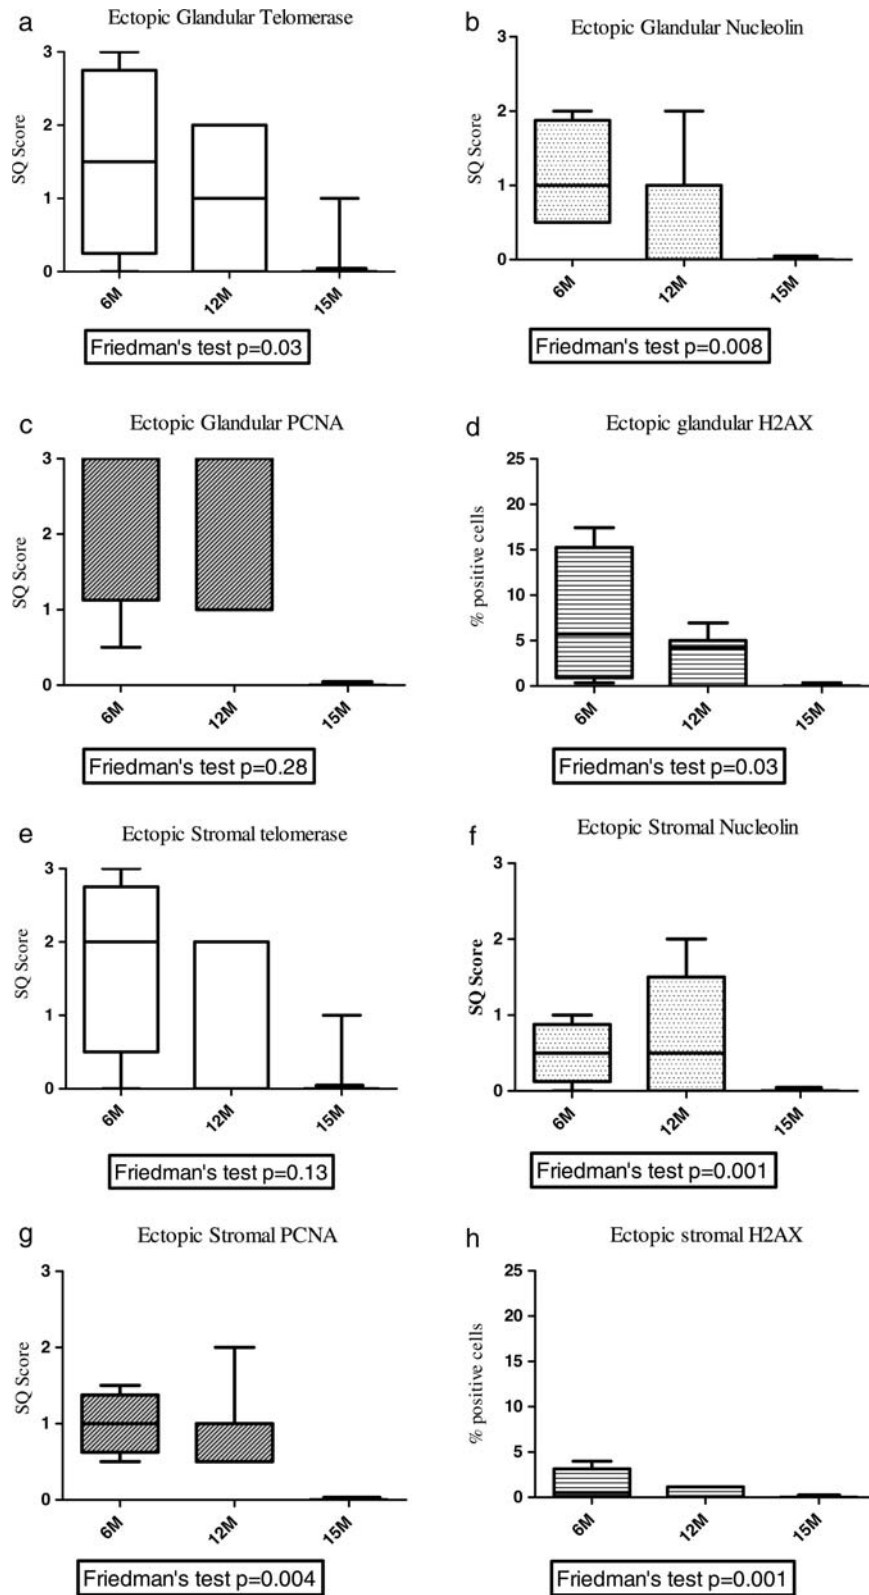 a
Ectopic Glandular Telomerase
SQ Score
3
2
1
0
6M
12M
15M
Friedman's test p=0.03
b
Ectopic Glandular Nucleolin
SQ Score
3
2
1
0
6M
12M
15M
Friedman's test p=0.008
c
Ectopic Glandular PCNA
SQ Score
3
2
1
0
6M
12M
15M
Friedman's test p=0.28
d
Ectopic glandular H2AX
% positive cells
25
20
15
10
5
0
6M
12M
15M
Friedman's test p=0.03
e
Ectopic Stromal telomerase
SQ Score
3
2
1
0
6M
12M
15M
Friedman's test p=0.13
f
Ectopic Stromal Nucleolin
SQ Score
3
2
1
0
6M
12M
15M
Friedman's test p=0.001
g
Ectopic Stromal PCNA
SQ Score
3
2
1
0
6M
12M
15M
Friedman's test p=0.004
h
Ectopic stromal H2AX
% positive cells
25
20
15
10
5
0
6M
12M
15M
Friedman's test p=0.001